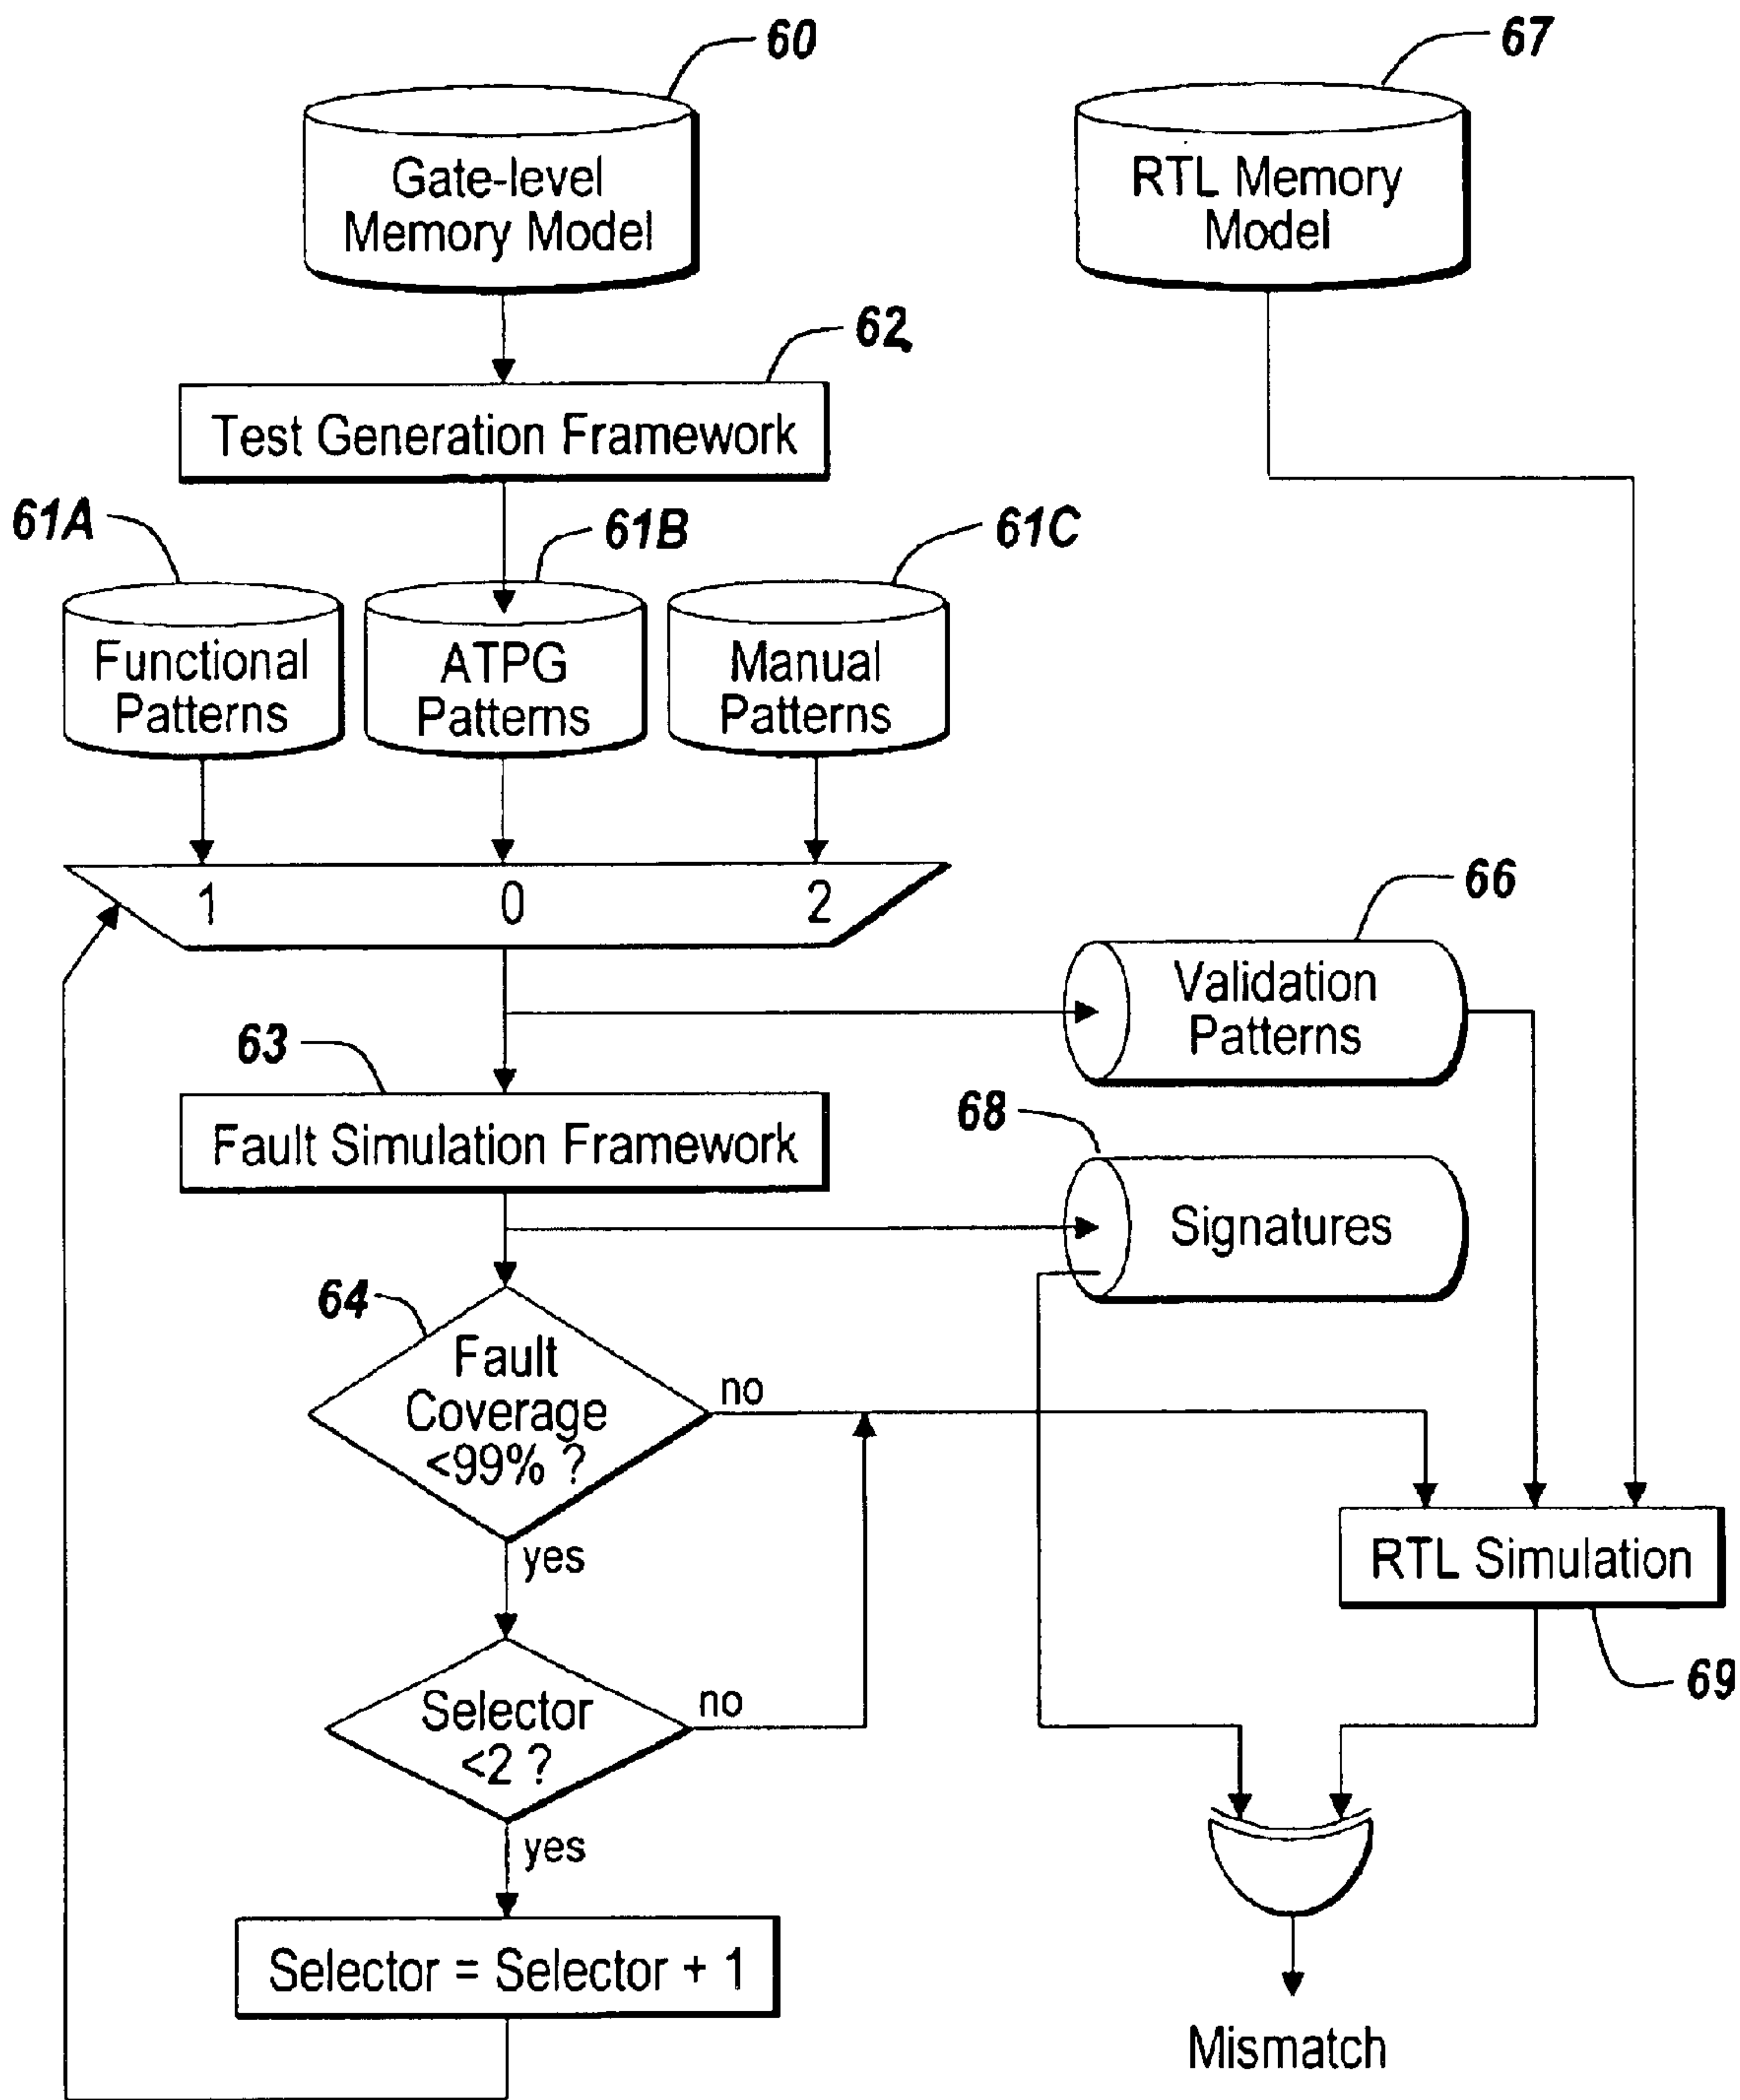 60
67
Gate-level
Memory Model
RTL Memory
Model
62
Test Generation Framework
61A
61B
61C
Functional
Patterns
ATPG
Patterns
Manual
Patterns
1
0
2
66
Validation
Patterns
63
Fault Simulation Framework
68
Signatures
64
Fault
Coverage
<99% ?
no
yes
RTL Simulation
69
Selector
<2 ?
no
yes
Selector = Selector + 1
Mismatch